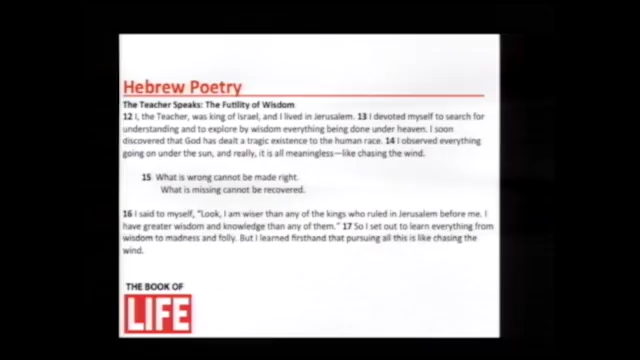 Hebrew Poetry
The Teacher Speaks: The Futility of Wisdom
12 I, the Teacher, was king of Israel, and I lived in Jerusalem. 13 I devoted myself to search for
understanding and to explore by wisdom everything being done under heaven. I soon
discovered that God has dealt a tragic existence to the human race. 14 I observed everything
going on under the sun, and really, it is all meaningless—like chasing the wind.
15 What is wrong cannot be made right.
What is missing cannot be recovered.
16 I said to myself, "Look, I am wiser than any of the kings who ruled in Jerusalem before me. I
have greater wisdom and knowledge than any of them." 17 So I set out to learn everything from
wisdom to madness and folly. But I learned firsthand that pursuing all this is like chasing the
wind.
THE BOOK OF
LIFE